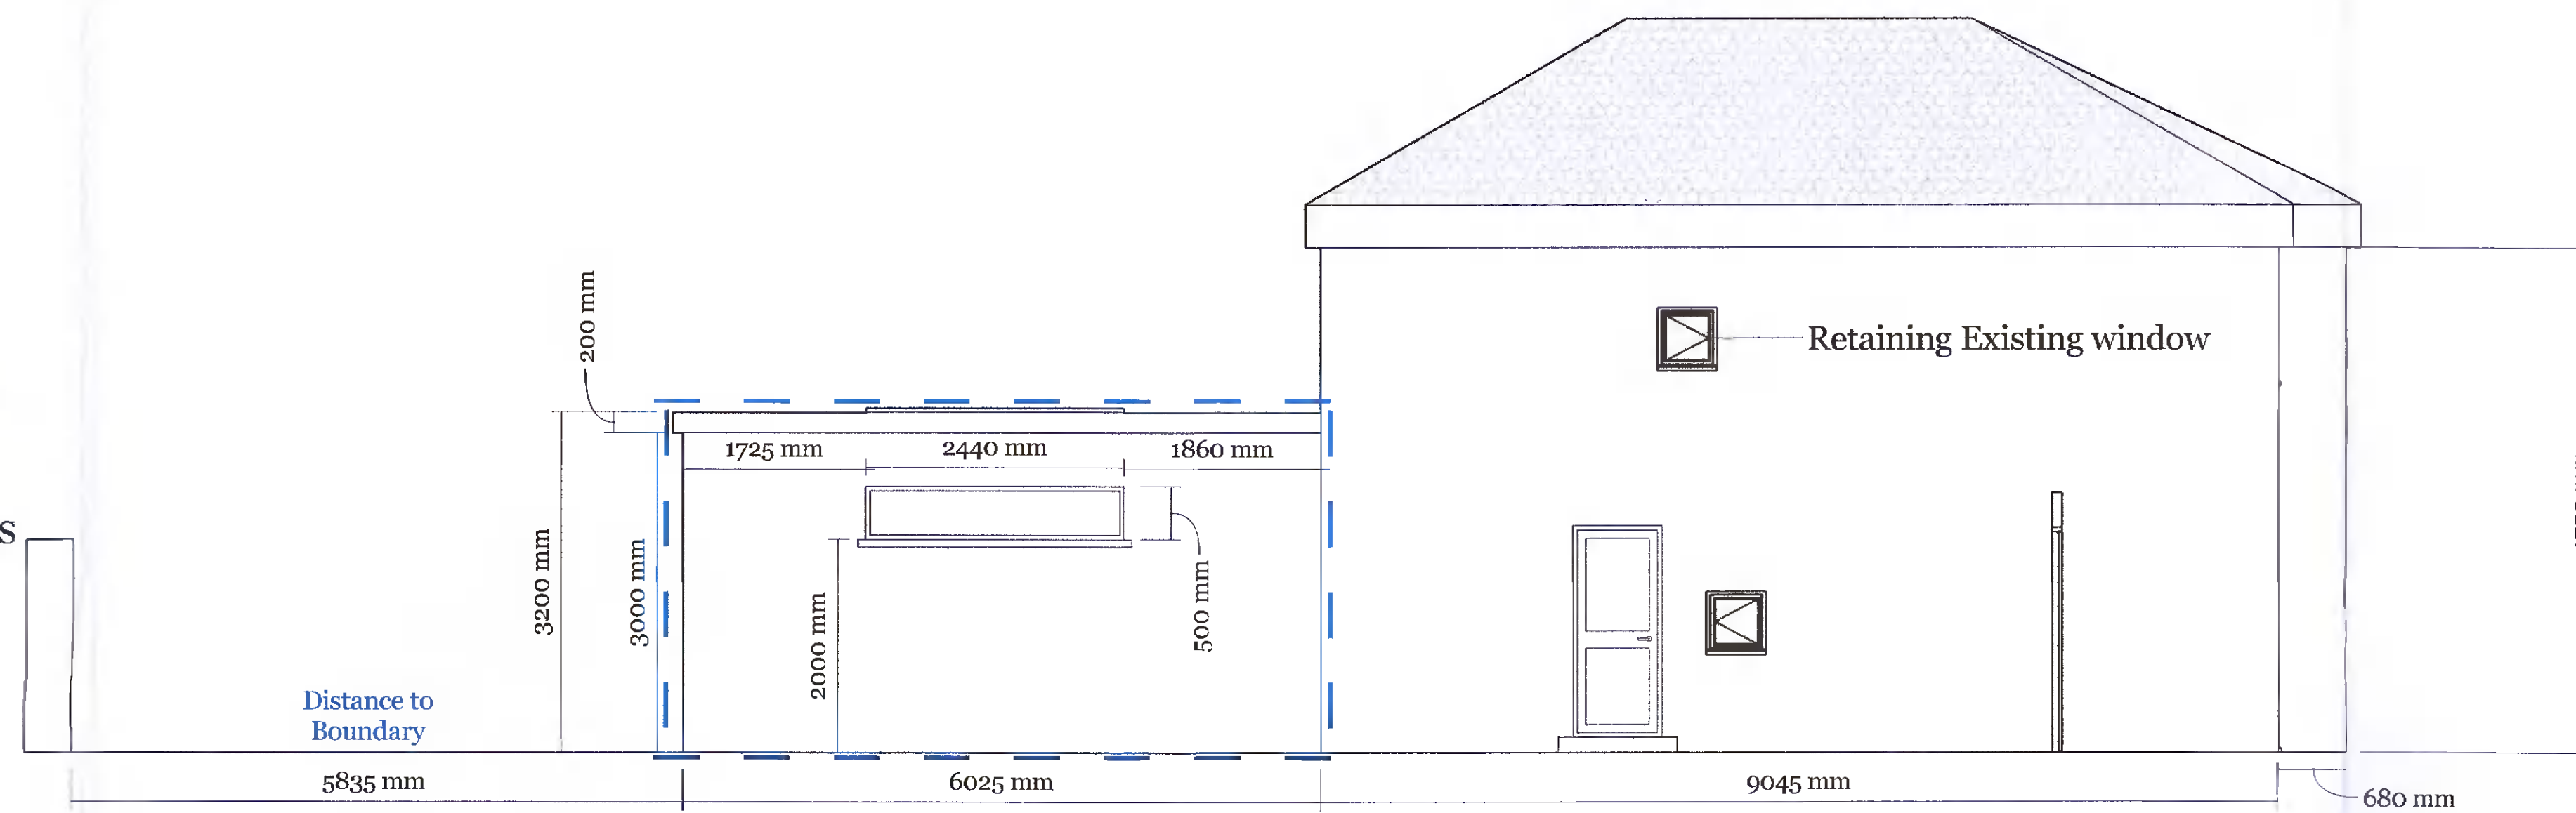 200 mm
Retaining Existing window
1725 mm
2440 mm
1860 mm
S
3200 mm
3000 mm
2000 mm
500 mm
Distance to
Boundary
5835 mm
6025 mm
9045 mm
680 mm